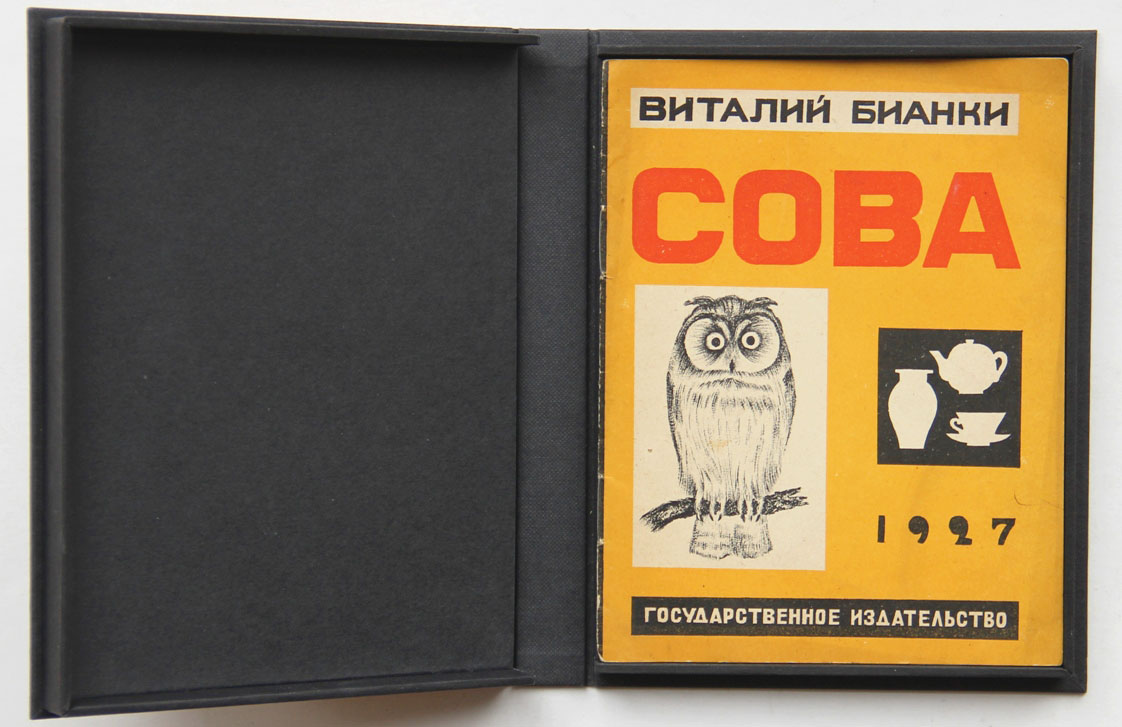 ВИТАЛИЙ БИАНКИ
СОВА
1927
ГОСУДАРСТВЕННОЕ ИЗДАТЕЛЬСТВО